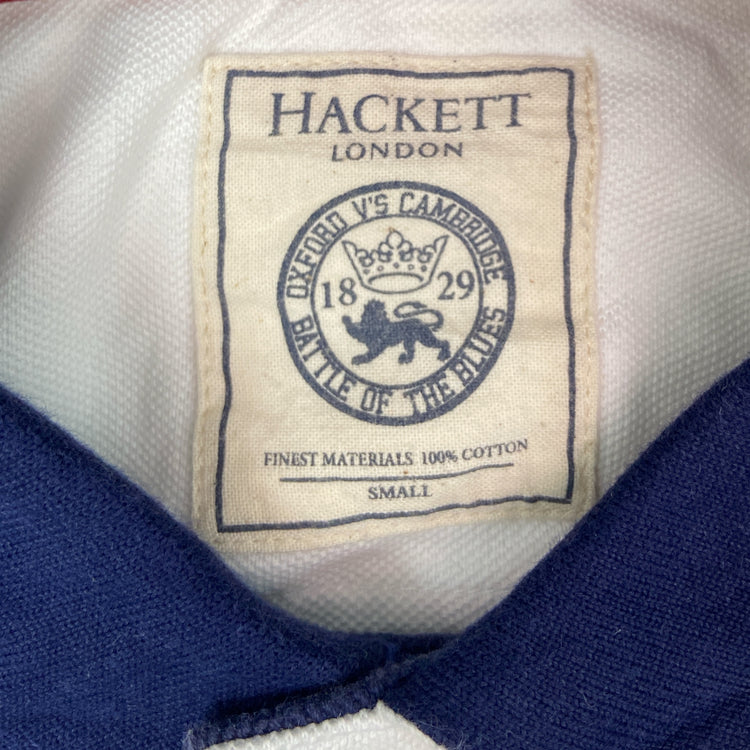 HACKETT
LONDON
OXFORD V'S CAMBRIDGE
18 29
BATTLE OF THE BLUES
FINEST MATERIALS 100% COTTON
SMALL